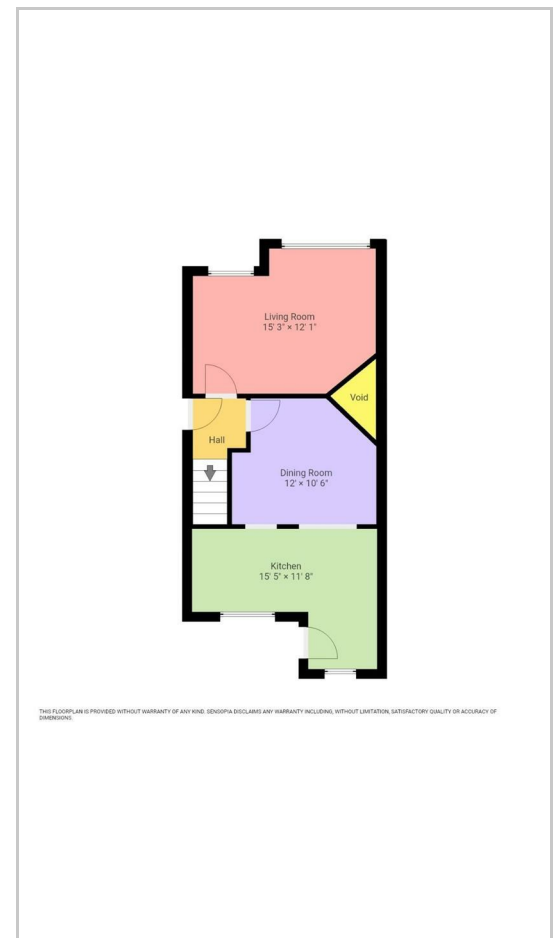 Living Room
15' 3" × 12' 1"
Void
Hall
Dining Room
12' × 10' 6"
Kitchen
15' 5" × 11' 8"
THIS FLOORPLAN IS PROVIDED WITHOUT WARRANTY OF ANY KIND. SENSOPIA DISCLAIMS ANY WARRANTY INCLUDING, WITHOUT LIMITATION, SATISFACTORY QUALITY OR ACCURACY OF
DIMENSIONS.